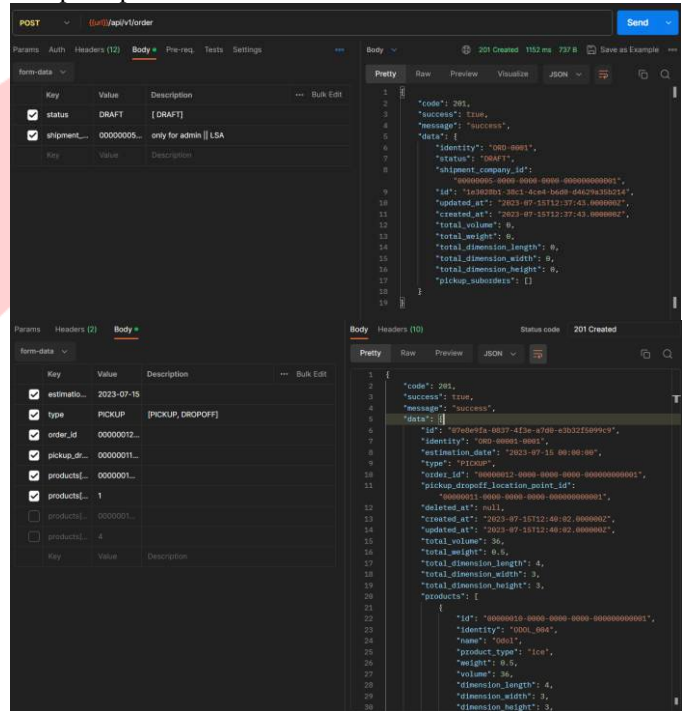 POST {{url}}/api/v1/order Send
Params Auth Headers (12) Body Pre-req. Tests Settings
form-data
Key Value Description Bulk Edit
status DRAFT [ DRAFT]
shipment_... 00000005... only for admin || LSA
Key Value Description
Body 201 Created 1152 ms 737 B Save as Example
Pretty Raw Preview Visualize JSON
1 {
2 "code": 201,
3 "success": true,
4 "message": "success",
5 "data": {
6 "identity": "ORD-0001",
7 "status": "DRAFT",
8 "shipment_company_id":
"00000005-0000-0000-0000-000000000001",
9 "id": "1e3028b1-38c1-4ce4-b6d0-d4629a35b214",
10 "updated_at": "2023-07-15T12:37:43.000000Z",
11 "created_at": "2023-07-15T12:37:43.000000Z",
12 "total_volume": 0,
13 "total_weight": 0,
14 "total_dimension_length": 0,
15 "total_dimension_width": 0,
16 "total_dimension_height": 0,
17 "pickup_suborders": []
18 }
19 }
Params Headers (2) Body
form-data
Key Value Description Bulk Edit
estimatio... 2023-07-15
type PICKUP [PICKUP, DROPOFF]
order_id 00000012...
pickup_dr... 00000011...
products[... 0000001...
products[... 1
products[... 0000001...
products[... 4
Key Value Description
Body Headers (10) Status code 201 Created
Pretty Raw Preview JSON
1 {
2 "code": 201,
3 "success": true,
4 "message": "success",
5 "data": {
6 "id": "07e0e9fa-0837-4f3e-a7d0-e3b32f5099c9",
7 "identity": "ORD-00001-0001",
8 "estimation_date": "2023-07-15 00:00:00",
9 "type": "PICKUP",
10 "order_id": "00000012-0000-0000-0000-000000000001",
11 "pickup_dropoff_location_point_id":
"00000011-0000-0000-0000-000000000001",
12 "deleted_at": null,
13 "created_at": "2023-07-15T12:40:02.000000Z",
14 "updated_at": "2023-07-15T12:40:02.000000Z",
15 "total_volume": 36,
16 "total_weight": 0.5,
17 "total_dimension_length": 4,
18 "total_dimension_width": 3,
19 "total_dimension_height": 3,
20 "products": [
21 {
22 "id": "00000010-0000-0000-0000-000000000001",
23 "identity": "ODOL_004",
24 "name": "Odol",
25 "product_type": "ice",
26 "weight": 0.5,
27 "volume": 36,
28 "dimension_length": 4,
29 "dimension_width": 3,
30 "dimension_height": 3,